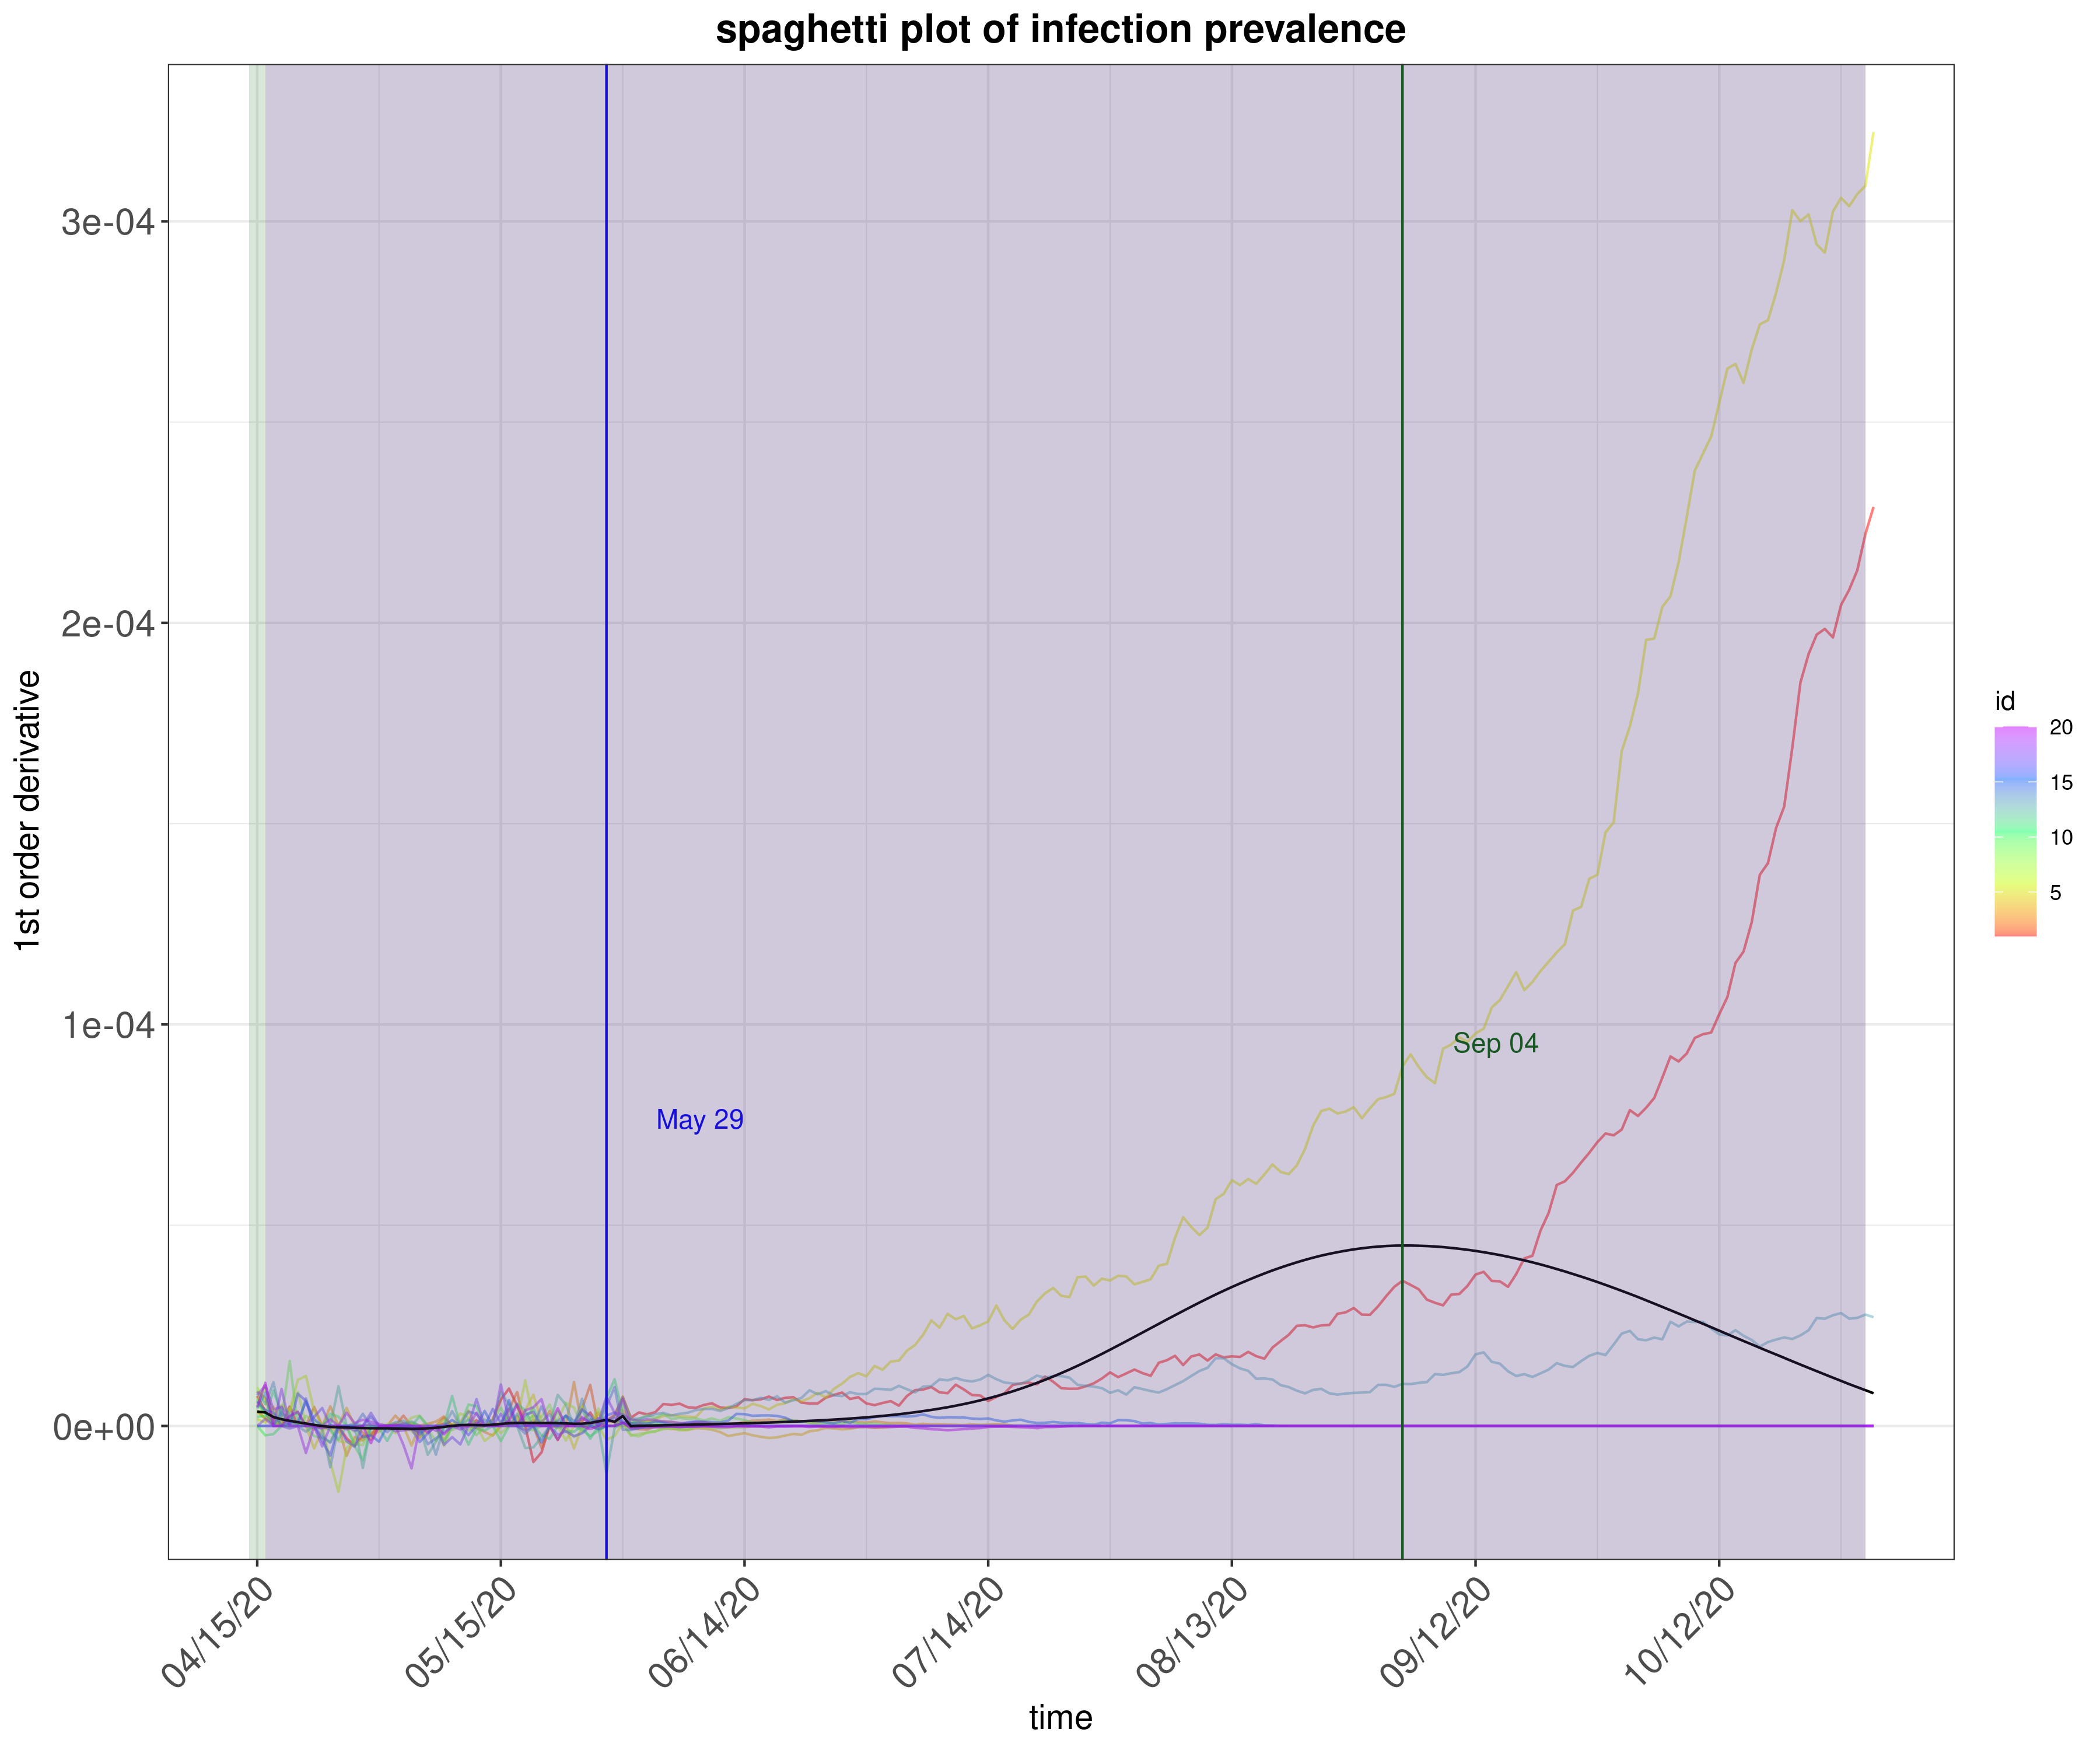 spaghetti plot of infection prevalence
1st order derivative
3e-04
2e-04
1e-04
0e+00
May 29
Sep 04
04/15/20
05/15/20
06/14/20
07/14/20
08/13/20
09/12/20
10/12/20
time
id
20
15
10
5